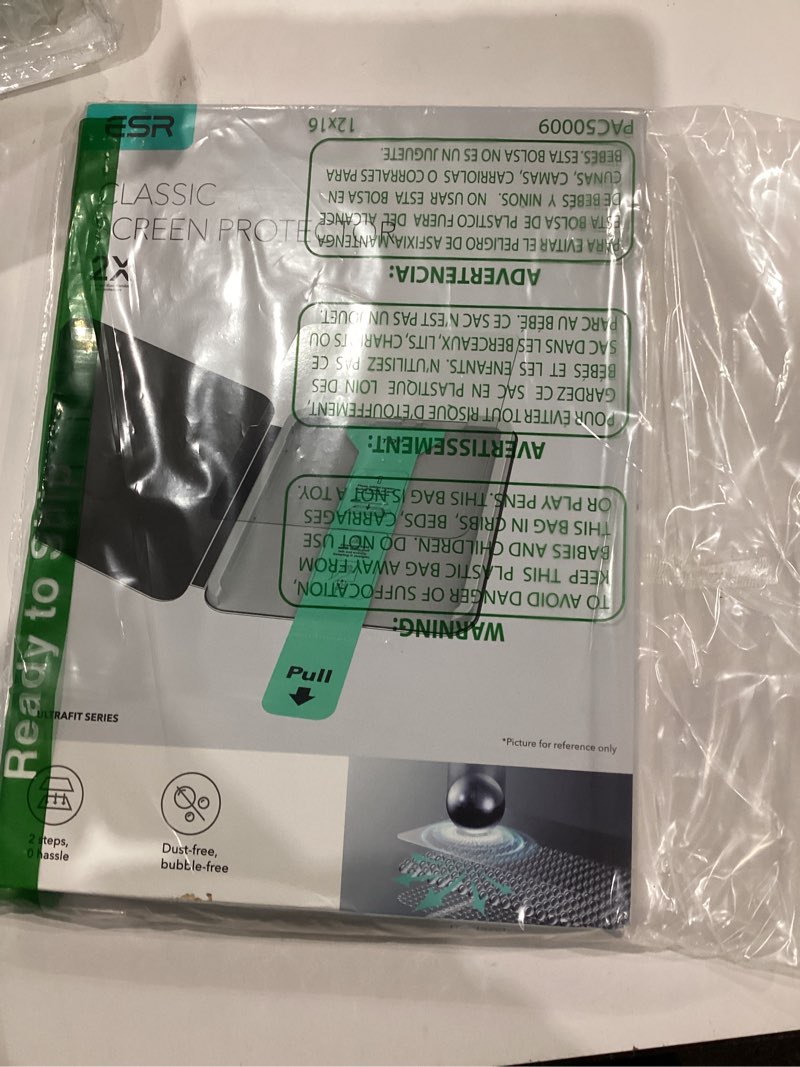 ESR
CLASSIC
SCREEN PROTECTOR
2X
Pull
ULTRAFIT SERIES
*Picture for reference only
2 steps,
0 hassle
Dust-free,
bubble-free
Ready to Ship
WARNING:
TO AVOID DANGER OF SUFFOCATION,
KEEP THIS PLASTIC BAG AWAY FROM
BABIES AND CHILDREN. DO NOT USE
THIS BAG IN CRIBS, BEDS, CARRIAGES
OR PLAY PENS. THIS BAG IS NOT A TOY.
AVERTISSEMENT:
POUR ÉVITER TOUT RISQUE D'ÉTOUFFEMENT,
GARDEZ CE SAC EN PLASTIQUE LOIN DES
BÉBÉS ET LES ENFANTS. N'UTILISEZ PAS CE
SAC DANS LES BERCEAUX, LITS, CHARIOTS OU
PARC AU BÉBÉ. CE SAC N'EST PAS UN JOUET.
ADVERTENCIA:
PARA EVITAR EL PELIGRO DE ASFIXIA, MANTENGA
ESTA BOLSA DE PLASTICO FUERA DEL ALCANCE
DE BEBES Y NINOS. NO USAR ESTA BOLSA EN
CUNAS, CAMAS, CARRIOLAS O CORRALES PARA
BEBES. ESTA BOLSA NO ES UN JUGUETE.
PAC50009 12x16